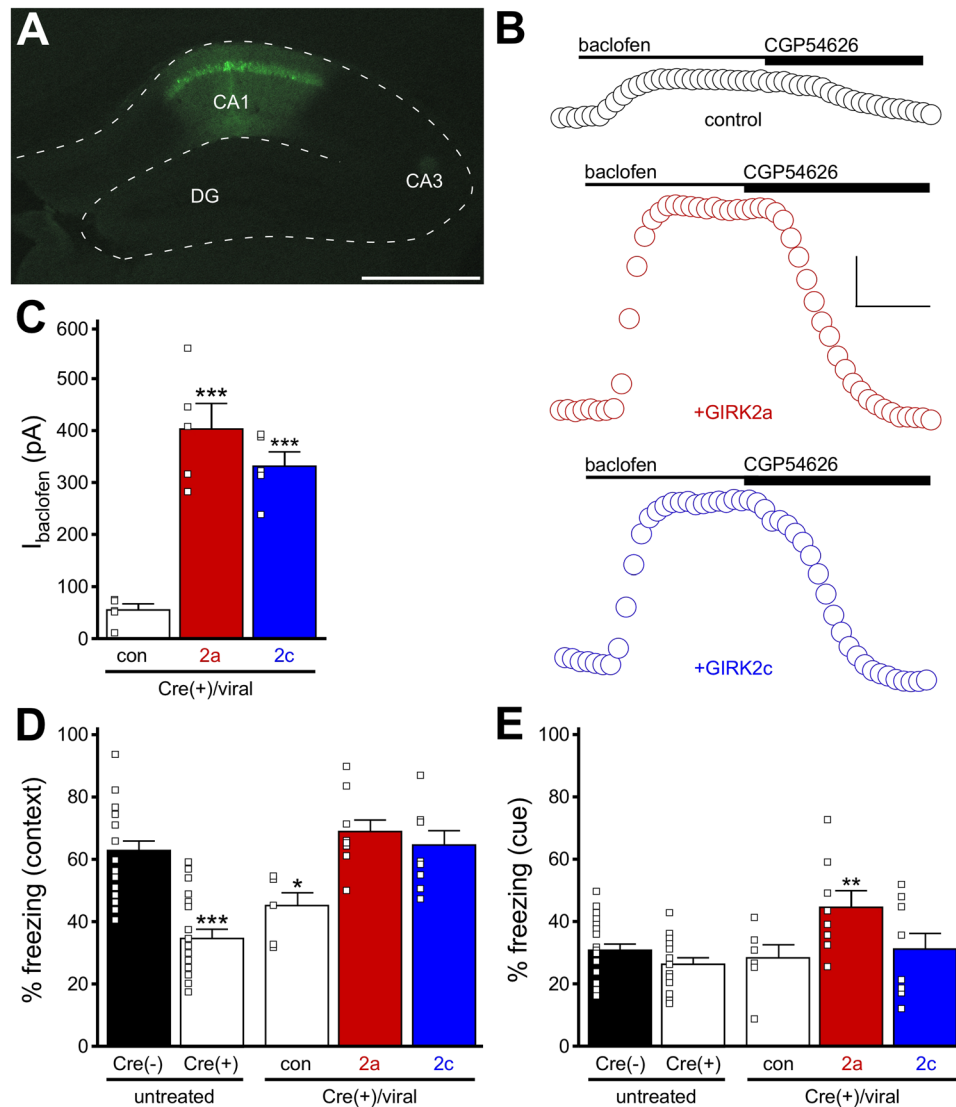 A
CA1
DG
CA3
B
baclofen
CGP54626
control
baclofen
CGP54626
+GIRK2a
baclofen
CGP54626
+GIRK2c
C
I baclofen (pA)
600
500
400
300
200
100
0
***
***
con 2a 2c
Cre(+)/viral
D
% freezing (context)
100
80
60
40
20
0
***
*
Cre(-) Cre(+) con 2a 2c
untreated Cre(+)/viral
E
% freezing (cue)
100
80
60
40
20
0
**
Cre(-) Cre(+) con 2a 2c
untreated Cre(+)/viral